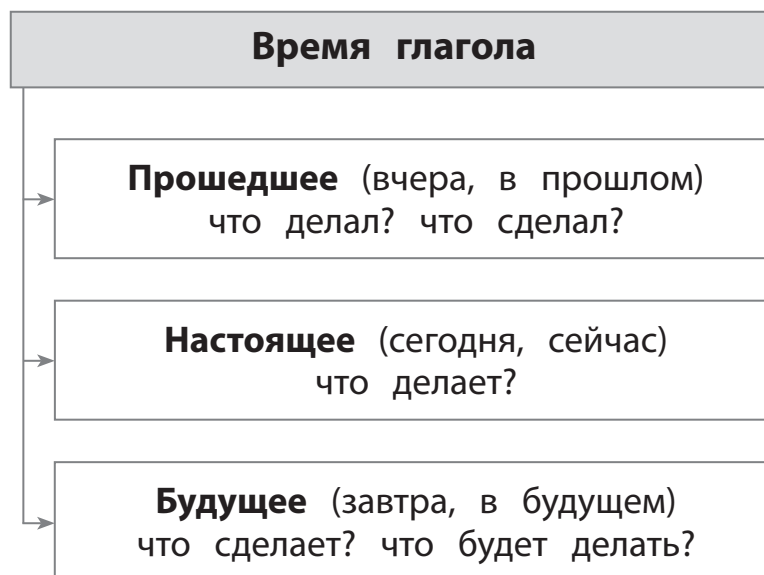 Время глагола
Прошедшее (вчера, в прошлом)
что делал? что сделал?
Настоящее (сегодня, сейчас)
что делает?
Будущее (завтра, в будущем)
что сделает? что будет делать?